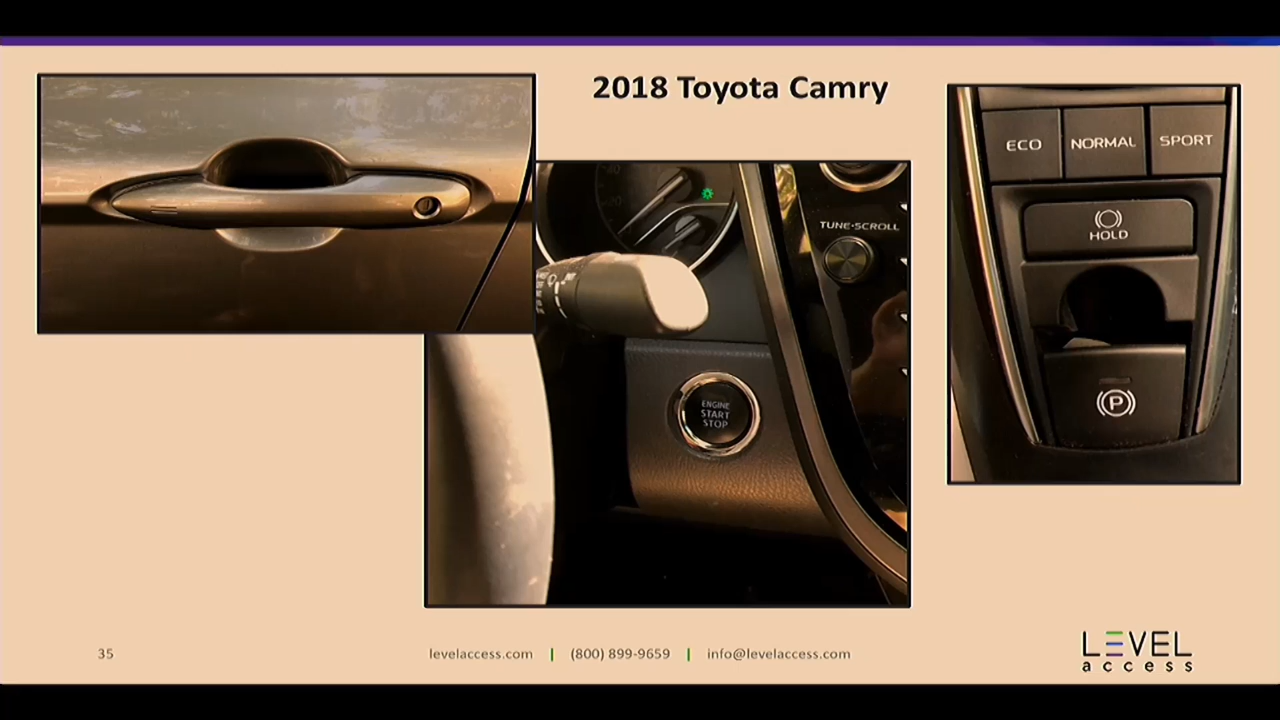 2018 Toyota Camry
TUNE•SCROLL
ENGINE
START
STOP
ECO NORMAL SPORT
HOLD
P
35
levelaccess.com | (800) 899-9659 | info@levelaccess.com
LEVEL
access